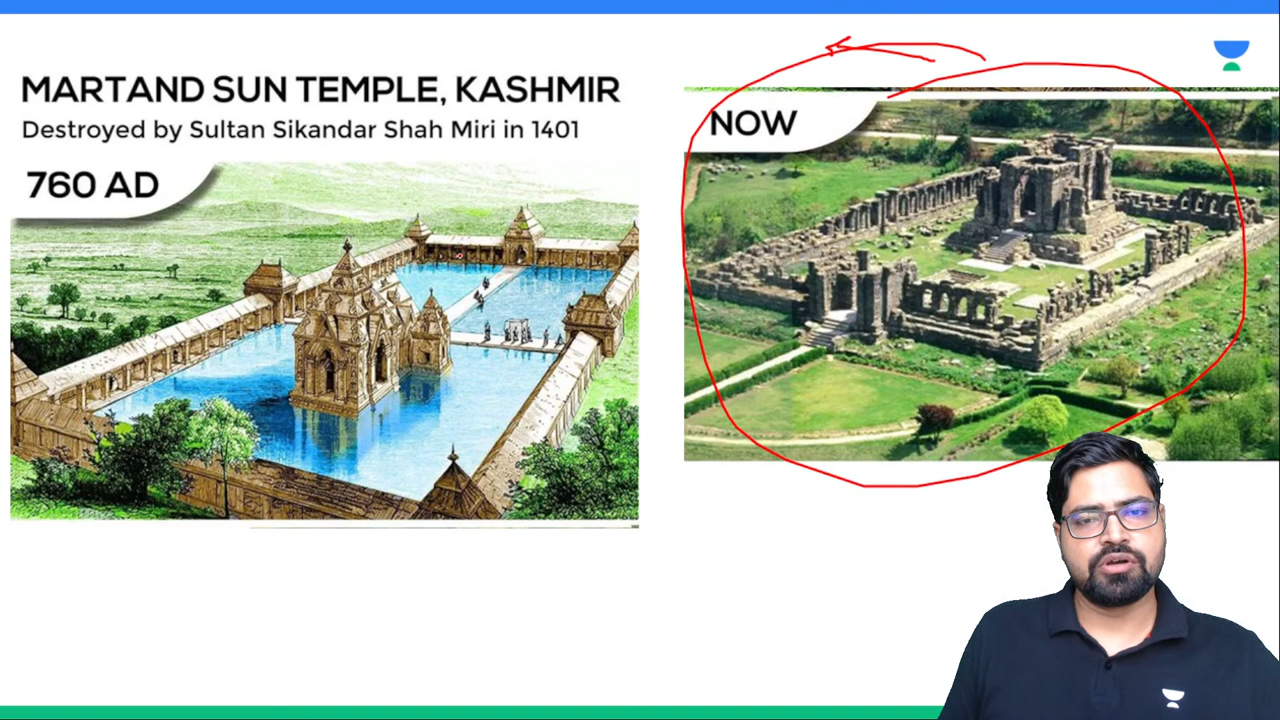 MARTAND SUN TEMPLE, KASHMIR
Destroyed by Sultan Sikandar Shah Miri in 1401
760 AD
NOW